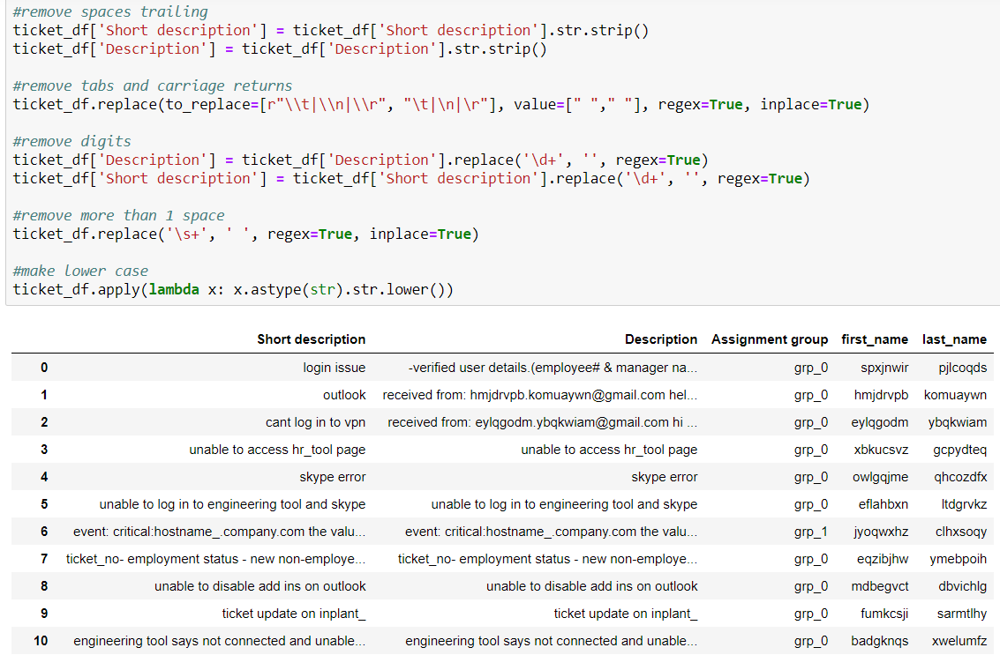 #remove spaces trailing
ticket_df['Short description'] = ticket_df['Short description'].str.strip()
ticket_df['Description'] = ticket_df['Description'].str.strip()
#remove tabs and carriage returns
ticket_df.replace(to_replace=[r"\\t|\\n|\\r", "\t|\n|\r"], value=[" "," "], regex=True, inplace=True)
#remove digits
ticket_df['Description'] = ticket_df['Description'].replace('\d+', '', regex=True)
ticket_df['Short description'] = ticket_df['Short description'].replace('\d+', '', regex=True)
#remove more than 1 space
ticket_df.replace('\s+', ' ', regex=True, inplace=True)
#make lower case
ticket_df.apply(lambda x: x.astype(str).str.lower())
Short description Description Assignment group first_name last_name
0 login issue -verified user details.(employee# & manager na... grp_0 spxjnwir pjlcoqds
1 outlook received from: hmjdrvpb.komuaywn@gmail.com hel... grp_0 hmjdrvpb komuaywn
2 cant log in to vpn received from: eylqgodm.ybqkwiam@gmail.com hi ... grp_0 eylqgodm ybqkwiam
3 unable to access hr_tool page unable to access hr_tool page grp_0 xbkucsvz gcpydteq
4 skype error skype error grp_0 owlgqjme qhcozdfx
5 unable to log in to engineering tool and skype unable to log in to engineering tool and skype grp_0 eflahbxn ltdgrvkz
6 event: critical:hostname_.company.com the valu... event: critical:hostname_.company.com the valu... grp_1 jyoqwxhz clhxsoqy
7 ticket_no- employment status - new non-employe... ticket_no- employment status - new non-employe... grp_0 eqzibjhw ymebpoih
8 unable to disable add ins on outlook unable to disable add ins on outlook grp_0 mdbegvct dbvichlg
9 ticket update on inplant_ ticket update on inplant_ grp_0 fumkcsji sarmtlhy
10 engineering tool says not connected and unable... engineering tool says not connected and unable... grp_0 badgknqs xwelumfz